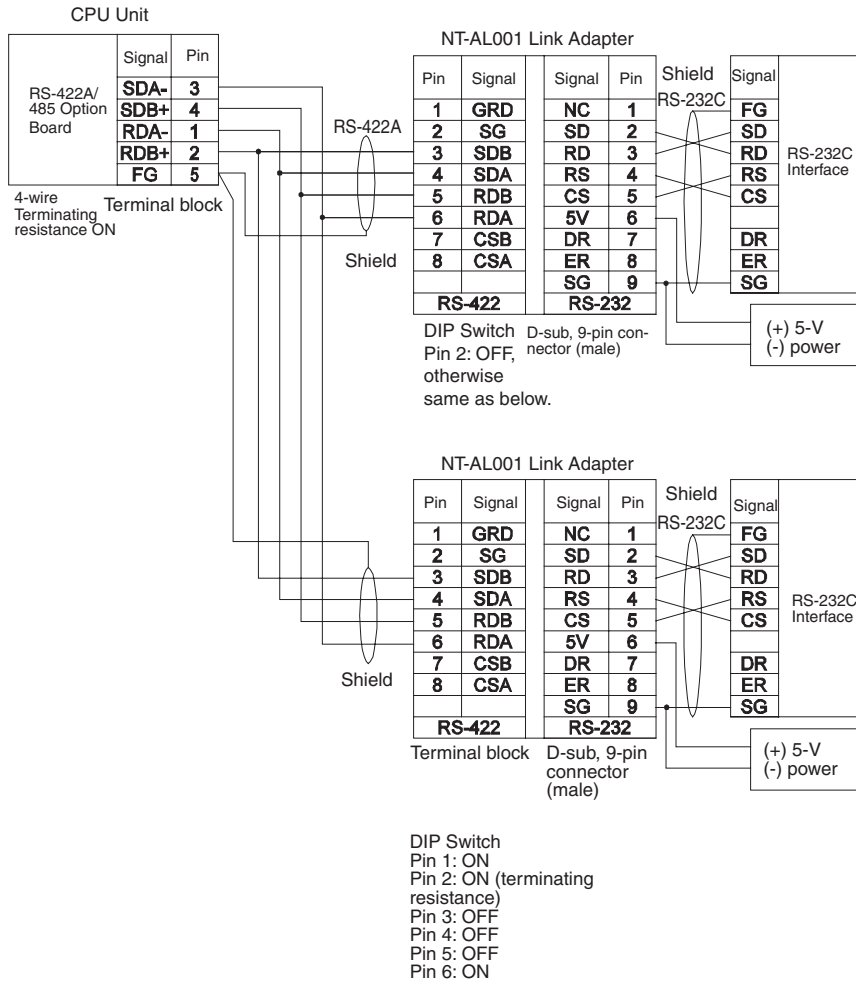 CPU Unit
Signal Pin
RS-422A/
485 Option
Board
SDA- 3
SDB+ 4
RDA- 1
RDB+ 2
FG 5
4-wire
Terminating
resistance ON
Terminal block
RS-422A
Shield
NT-AL001 Link Adapter
Pin Signal Signal Pin
1 GRD NC 1
2 SG SD 2
3 SDB RD 3
4 SDA RS 4
5 RDB CS 5
6 RDA 5V 6
7 CSB DR 7
8 CSA ER 8
SG 9
RS-422 RS-232
DIP Switch
Pin 2: OFF,
otherwise
same as below.
D-sub, 9-pin con-
nector (male)
Shield
RS-232C
Signal
FG
SD
RD
RS
CS
DR
ER
SG
RS-232C
Interface
(+) 5-V
(-) power
NT-AL001 Link Adapter
Pin Signal Signal Pin
1 GRD NC 1
2 SG SD 2
3 SDB RD 3
4 SDA RS 4
5 RDB CS 5
6 RDA 5V 6
7 CSB DR 7
8 CSA ER 8
SG 9
RS-422 RS-232
Shield
Terminal block
D-sub, 9-pin
connector
(male)
Shield
RS-232C
Signal
FG
SD
RD
RS
CS
DR
ER
SG
RS-232C
Interface
(+) 5-V
(-) power
DIP Switch
Pin 1: ON
Pin 2: ON (terminating
resistance)
Pin 3: OFF
Pin 4: OFF
Pin 5: OFF
Pin 6: ON